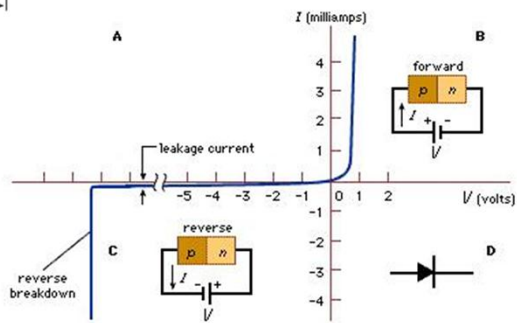 I (milliamps)
A
B
4
3
2
1
forward
p n
I + -
V
leakage current
-5 -4 -3 -2 -1 0 1 2
V (volts)
-1
-2
-3
-4
C
reverse
p n
I - +
V
D
reverse
breakdown